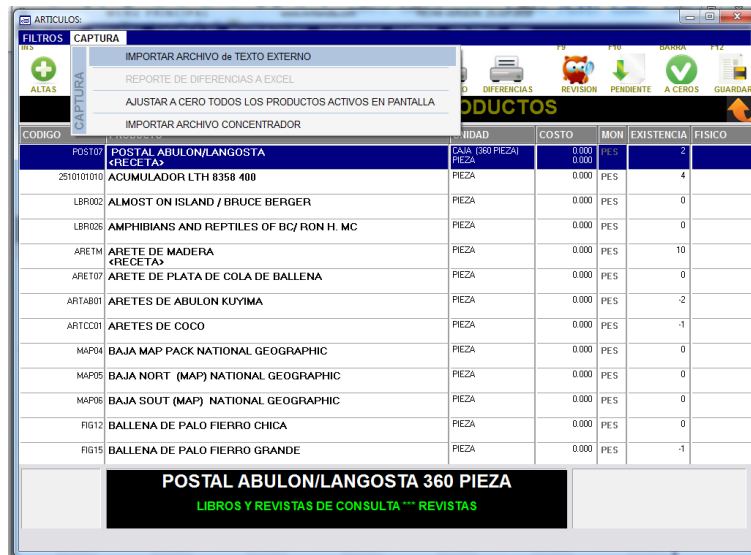 ARTICULOS:
FILTROS CAPTURA
INS F9 F10 BARRA F12
IMPORTAR ARCHIVO de TEXTO EXTERNO
REPORTE DE DIFERENCIAS A EXCEL
AJUSTAR A CERO TODOS LOS PRODUCTOS ACTIVOS EN PANTALLA
IMPORTAR ARCHIVO CONCENTRADOR
CAPTURA
ALTAS DIFERENCIAS REVISION PENDIENTE A CEROS GUARDAR
CODIGO PRODUCTO UNIDAD COSTO MON EXISTENCIA FISICO
POST07 POSTAL ABULON/LANGOSTA CAJA (360 PIEZA) 0.000 PES 2
<RECETA> PIEZA 0.000
2510101010 ACUMULADOR LTH 8358 400 PIEZA 0.000 PES 4
LBR002 ALMOST ON ISLAND / BRUCE BERGER PIEZA 0.000 PES 0
LBR026 AMPHIBIANS AND REPTILES OF BC/ RON H. MC PIEZA 0.000 PES 0
ARETM ARETE DE MADERA PIEZA 0.000 PES 10
<RECETA>
ARET07 ARETE DE PLATA DE COLA DE BALLENA PIEZA 0.000 PES 0
ARTAB01 ARETES DE ABULON KUYIMA PIEZA 0.000 PES -2
ARTCC01 ARETES DE COCO PIEZA 0.000 PES -1
MAP04 BAJA MAP PACK NATIONAL GEOGRAPHIC PIEZA 0.000 PES 0
MAP05 BAJA NORT (MAP) NATIONAL GEOGRAPHIC PIEZA 0.000 PES 0
MAP06 BAJA SOUT (MAP) NATIONAL GEOGRAPHIC PIEZA 0.000 PES 0
FIG12 BALLENA DE PALO FIERRO CHICA PIEZA 0.000 PES 0
FIG15 BALLENA DE PALO FIERRO GRANDE PIEZA 0.000 PES -1
POSTAL ABULON/LANGOSTA 360 PIEZA
LIBROS Y REVISTAS DE CONSULTA *** REVISTAS